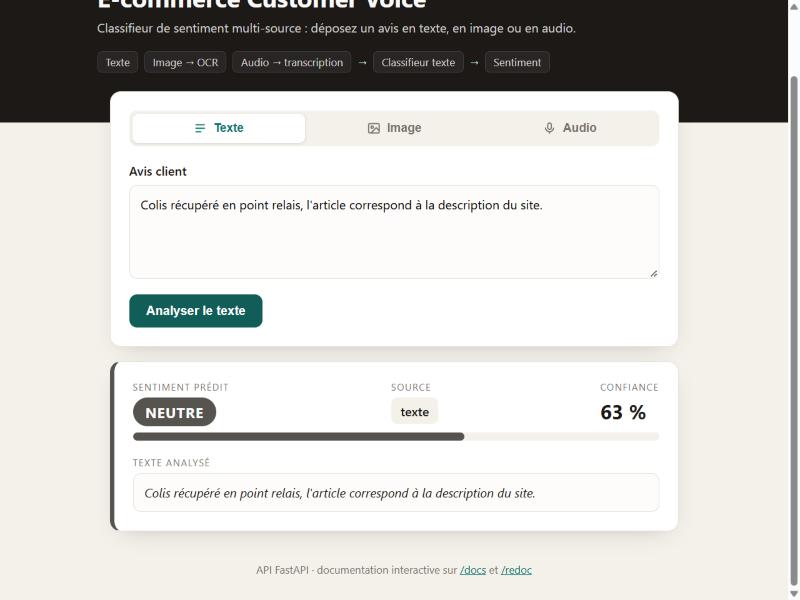 E-commerce Customer Voice
Classifieur de sentiment multi-source : déposez un avis en texte, en image ou en audio.
Texte Image → OCR Audio → transcription → Classifieur texte → Sentiment
Texte Image Audio
Avis client
Colis récupéré en point relais, l'article correspond à la description du site.
Analyser le texte
SENTIMENT PRÉDIT SOURCE CONFIANCE
NEUTRE texte 63 %
TEXTE ANALYSÉ
Colis récupéré en point relais, l'article correspond à la description du site.
API FastAPI · documentation interactive sur /docs et /redoc